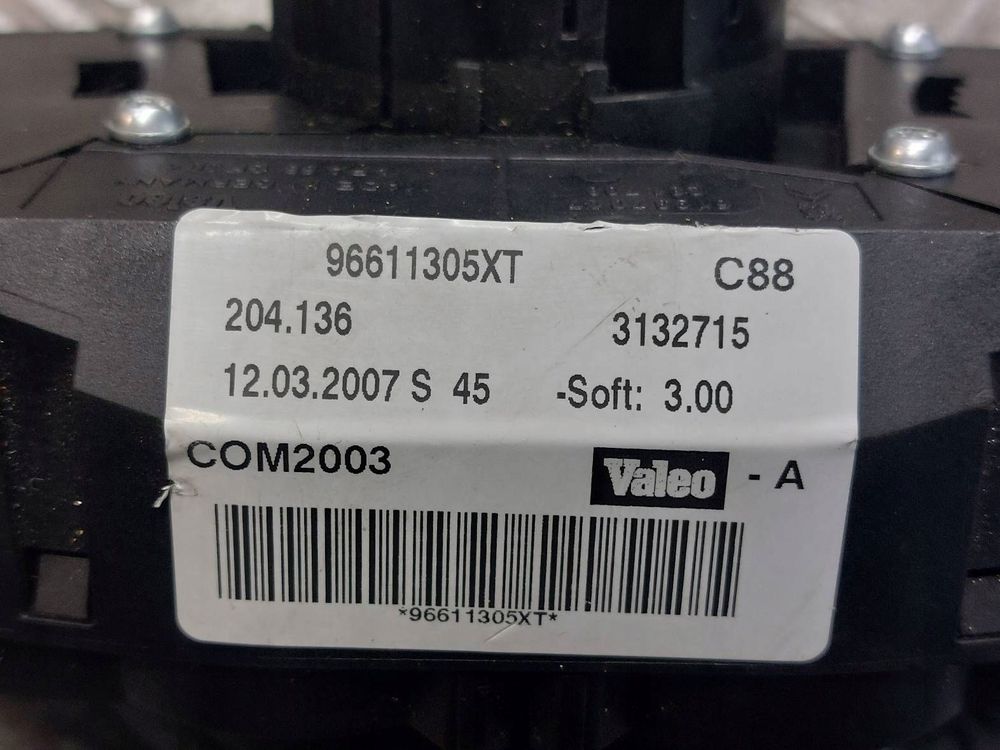 96611305XT C88
204.136 3132715
12.03.2007 S 45 -Soft: 3.00
COM2003 Valeo - A
*96611305XT*